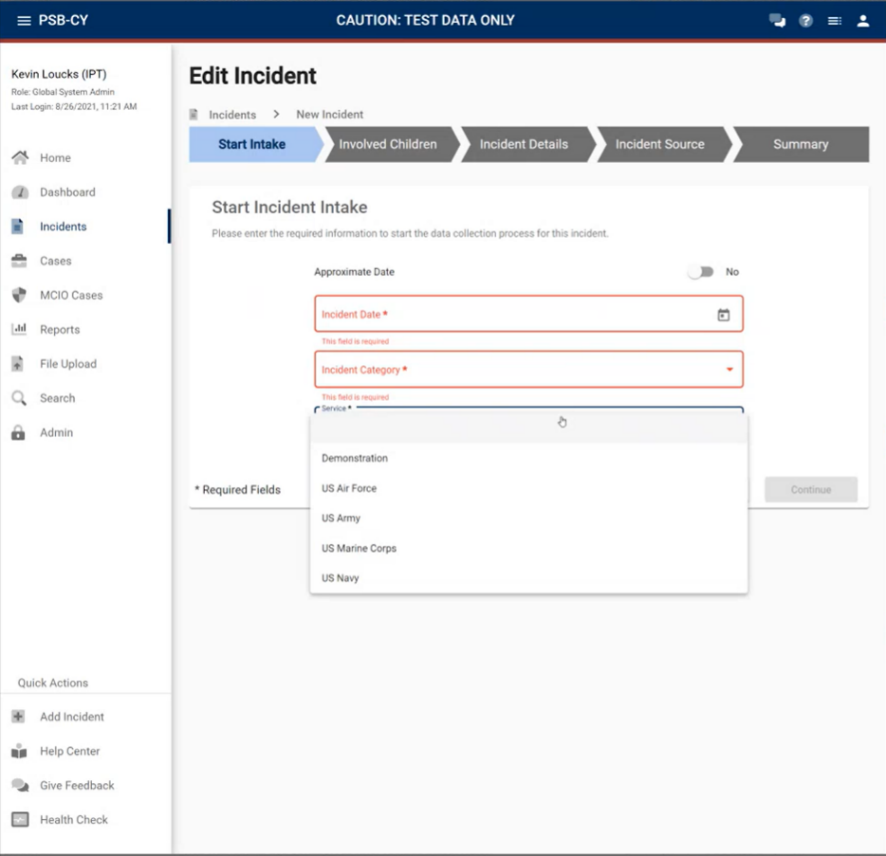 PSB-CY
CAUTION: TEST DATA ONLY
Kevin Loucks (IPT)
Role: Global System Admin
Last Login: 8/26/2021, 11:21 AM
Home
Dashboard
Incidents
Cases
MCIO Cases
Reports
File Upload
Search
Admin
Quick Actions
Add Incident
Help Center
Give Feedback
Health Check
Edit Incident
Incidents > New Incident
Start Intake
Involved Children
Incident Details
Incident Source
Summary
Start Incident Intake
Please enter the required information to start the data collection process for this incident.
Approximate Date
No
Incident Date *
This field is required
Incident Category *
This field is required
Service *
Demonstration
US Air Force
US Army
US Marine Corps
US Navy
* Required Fields
Continue